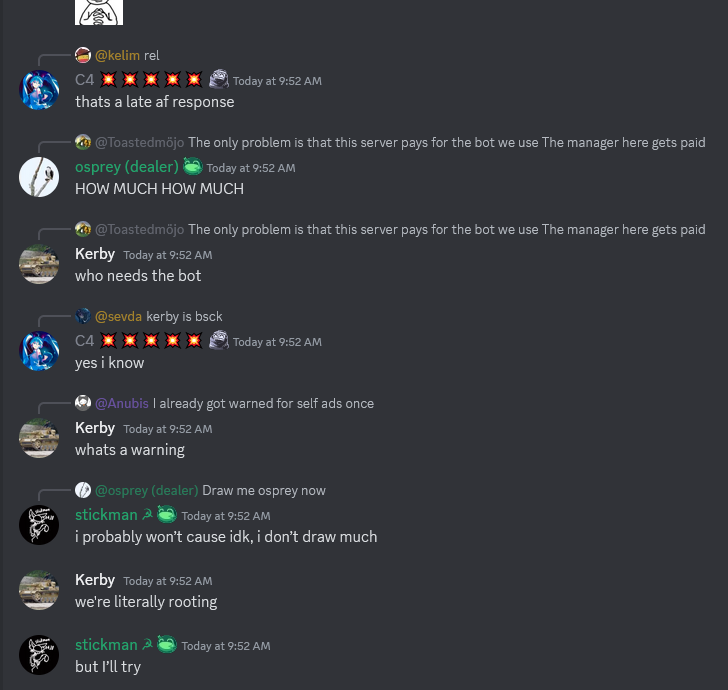 @kelim rel
C4 💥💥💥💥💥 Today at 9:52 AM
thats a late af response
@Toastedmōjo The only problem is that this server pays for the bot we use The manager here gets paid
osprey (dealer) Today at 9:52 AM
HOW MUCH HOW MUCH
@Toastedmōjo The only problem is that this server pays for the bot we use The manager here gets paid
Kerby Today at 9:52 AM
who needs the bot
@sevda kerby is bsck
C4 💥💥💥💥💥 Today at 9:52 AM
yes i know
@Anubis I already got warned for self ads once
Kerby Today at 9:52 AM
whats a warning
@osprey (dealer) Draw me osprey now
stickman ☭ Today at 9:52 AM
i probably won't cause idk, i don't draw much
Kerby Today at 9:52 AM
we're literally rooting
stickman ☭ Today at 9:52 AM
but I'll try